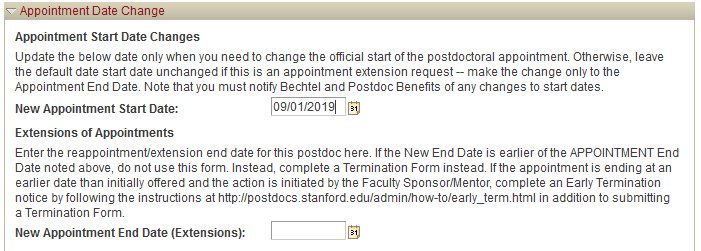 Appointment Date Change
Appointment Start Date Changes
Update the below date only when you need to change the official start of the postdoctoral appointment. Otherwise, leave
the default date start date unchanged if this is an appointment extension request -- make the change only to the
Appointment End Date. Note that you must notify Bechtel and Postdoc Benefits of any changes to start dates.
New Appointment Start Date: 09/01/2019 31
Extensions of Appointments
Enter the reappointment/extension end date for this postdoc here. If the New End Date is earlier of the APPOINTMENT End
Date noted above, do not use this form. Instead, complete a Termination Form instead. If the appointment is ending at an
earlier date than initially offered and the action is initiated by the Faculty Sponsor/Mentor, complete an Early Termination
notice by following the instructions at http://postdocs.stanford.edu/admin/how-to/early_term.html in addition to submitting
a Termination Form.
New Appointment End Date (Extensions): 31